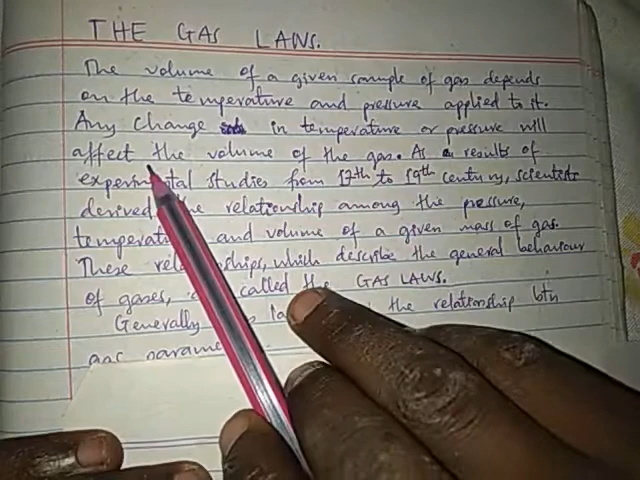 THE GAS LAWS.
The volume of a given sample of gas depends
on the temperature and pressure applied to it.
Any change in temperature or pressure will
affect the volume of the gas. As a results of
experimental studies from 17th to 19th century, scientists
derived the relationship among the pressure,
temperature and volume of a given mass of gas.
These relationships, which describe the general behaviour
of gases, called the GAS LAWS.
Generally the relationship btn